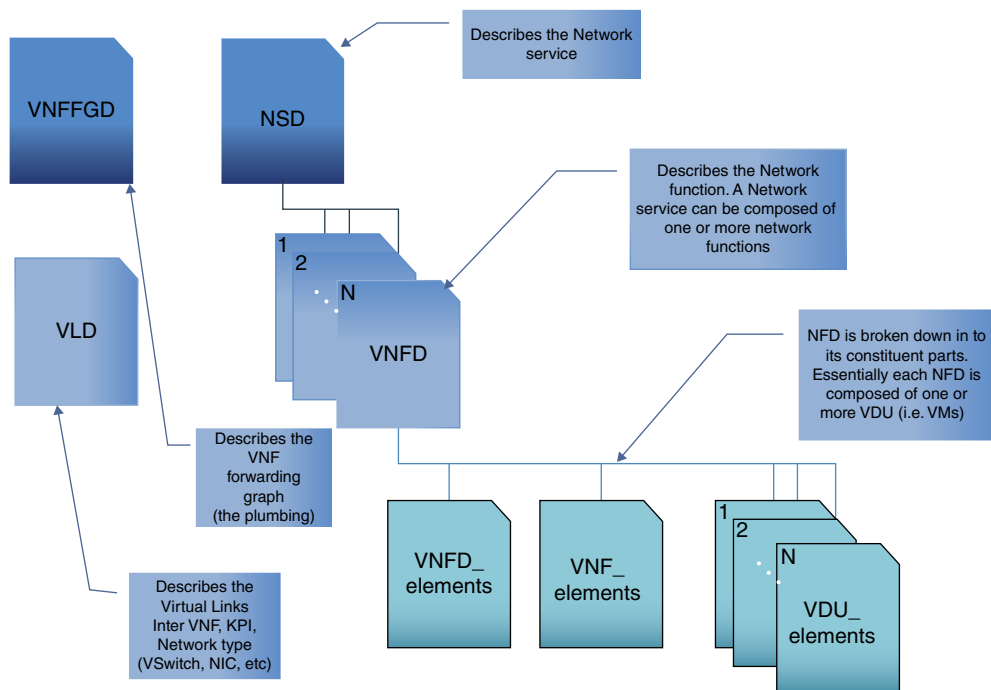 Describes the Network
service
VNFFGD
NSD
Describes the Network
function. A Network
service can be composed of
one or more network
functions
1
2
N
VNFD
VLD
NFD is broken down in to
its constituent parts.
Essentially each NFD is
composed of one or
more VDU (i.e. VMs)
Describes the
VNF
forwarding
graph
(the plumbing)
VNFD_
elements
VNF_
elements
1
2
N
VDU_
elements
Describes the
Virtual Links
Inter VNF, KPI,
Network type
(VSwitch, NIC, etc)